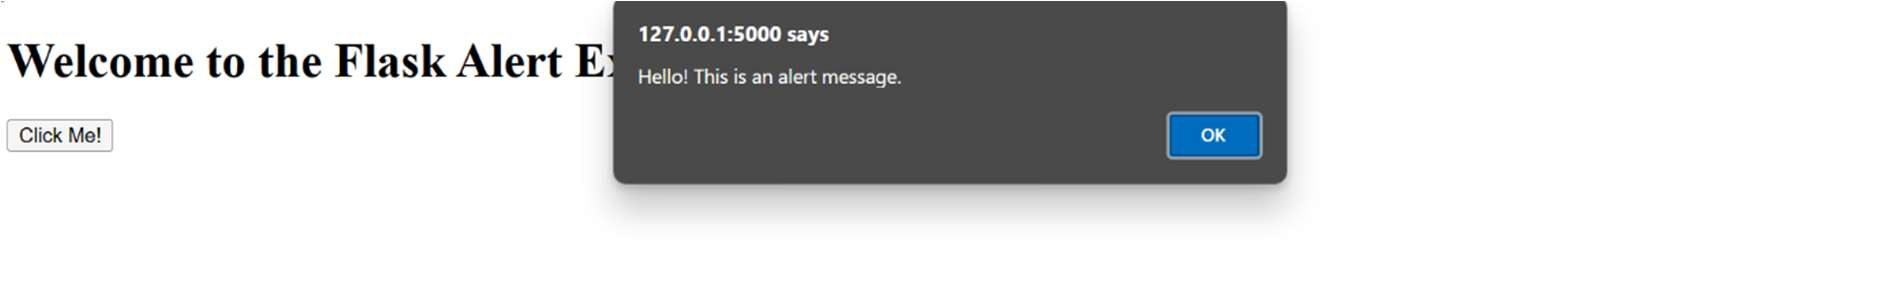 Welcome to the Flask Alert
Click Me!
127.0.0.1:5000 says
Hello! This is an alert message.
OK